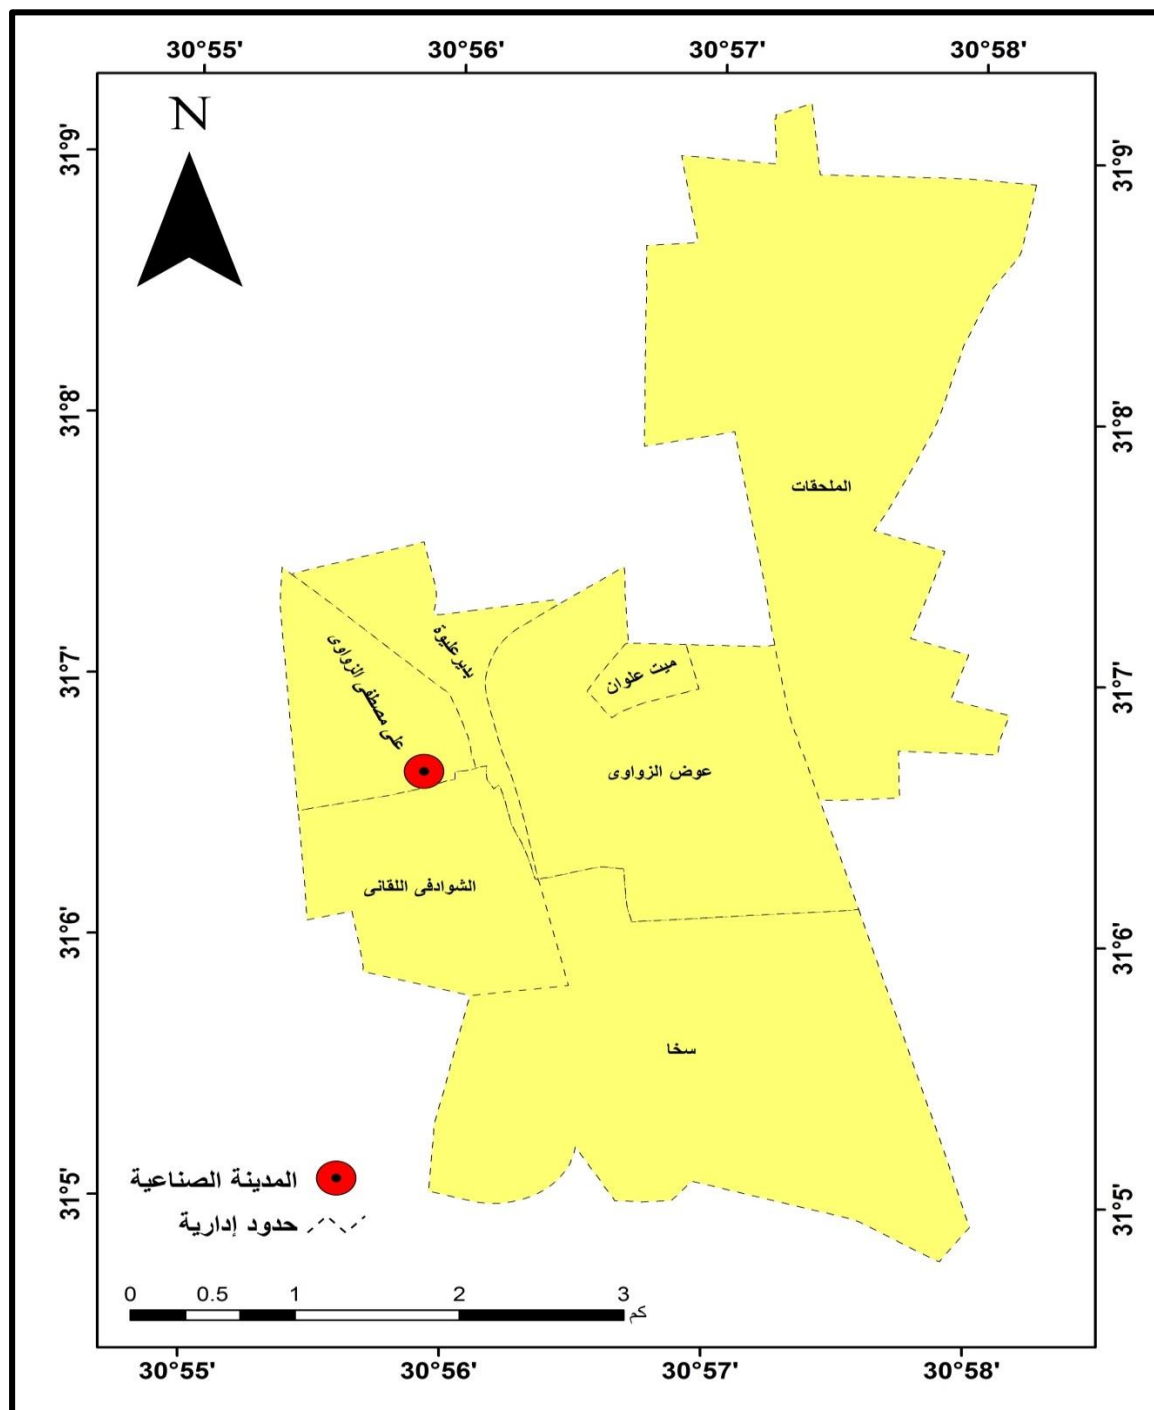 30°55' 30°56' 30°57' 30°58'
N
31°9' 31°9'
31°8' 31°8'
الملحقات
بدير عليوة
على مصطفى الزواوى
ميت علوان
31°7' 31°7'
عوض الزواوى
الشوادفى اللقانى
31°6' 31°6'
سخا
المدينة الصناعية
31°5' 31°5'
حدود إدارية
0 0.5 1 2 3
كم
30°55' 30°56' 30°57' 30°58'